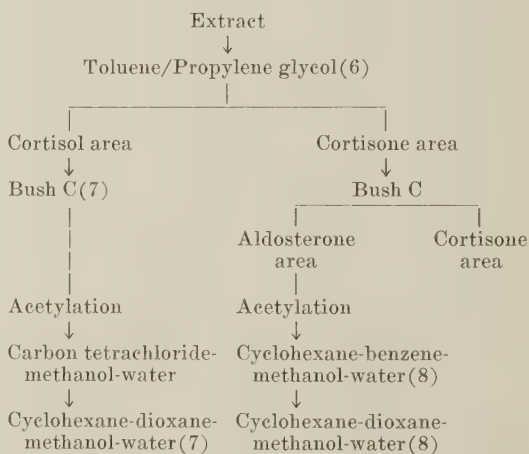 Extract
Toluene/Propylene glycol(6)
Cortisol area
Cortisone area
Bush C(7)
Bush C
Aldosterone
area
Cortisone
area
Acetylation
Acetylation
Carbon tetrachloride-
methanol-water
Cyclohexane-benzene-
methanol-water(8)
Cyclohexane-dioxane-
methanol-water(7)
Cyclohexane-dioxane-
methanol-water(8)